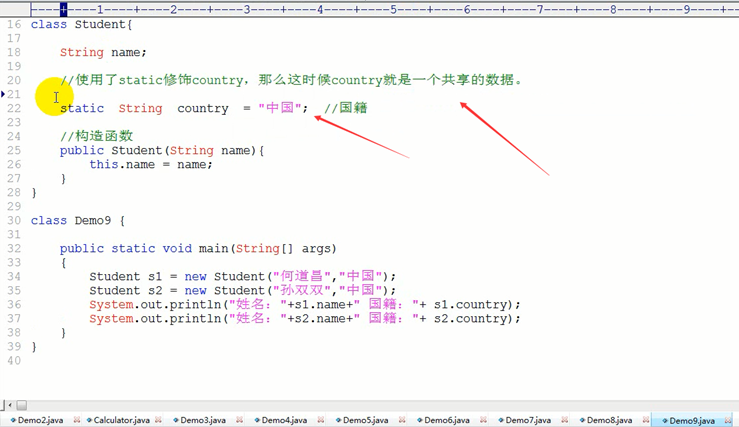 ----+----1----+----2----+----3----+----4----+----5----+----6----+----7----+----8----+----9----+--
16 class Student{
17
18     String name;
19
20     //使用了static修饰country，那么这时候country就是一个共享的数据。
21
22     static  String  country  = "中国";  //国籍
23
24     //构造函数
25     public Student(String name){
26         this.name = name;
27     }
28 }
29
30 class Demo9 {
31
32     public static void main(String[] args)
33     {
34         Student s1 = new Student("何道昌","中国");
35         Student s2 = new Student("孙双双","中国");
36         System.out.println("姓名："+s1.name+" 国籍："+ s1.country);
37         System.out.println("姓名："+s2.name+" 国籍："+ s2.country);
38     }
39 }
40
Demo2.java Calculator.java Demo3.java Demo4.java Demo5.java Demo6.java Demo7.java Demo8.java Demo9.java